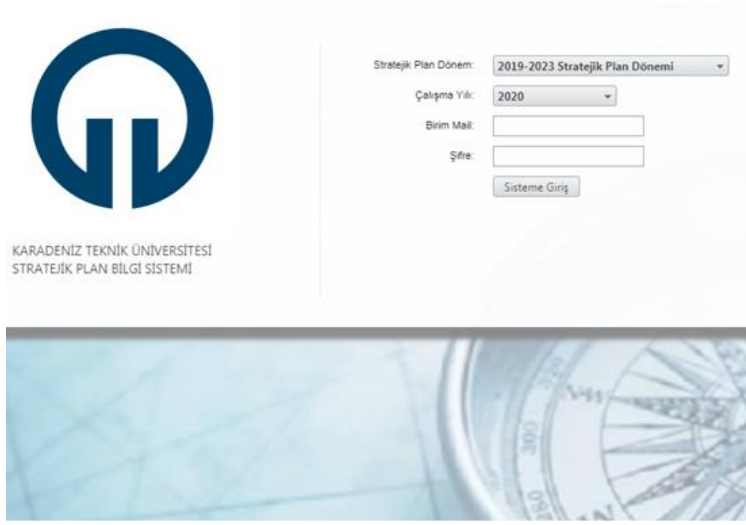 Stratejik Plan Dönem:
2019-2023 Stratejik Plan Dönemi
Çalışma Yılı:
2020
Birim Mail:
Şifre:
Sisteme Giriş
KARADENİZ TEKNİK ÜNİVERSİTESİ
STRATEJİK PLAN BİLGİ SİSTEMİ
300